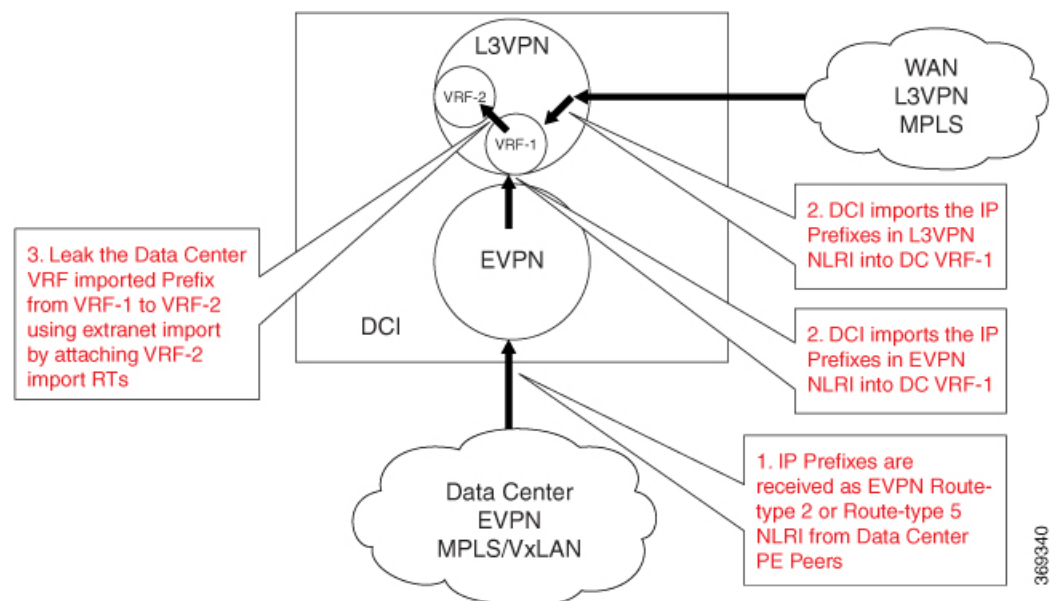 L3VPN
VRF-2
VRF-1
WAN
L3VPN
MPLS
2. DCI imports the IP
Prefixes in L3VPN
NLRI into DC VRF-1
3. Leak the Data Center
VRF imported Prefix
from VRF-1 to VRF-2
using extranet import
by attaching VRF-2
import RTs
EVPN
DCI
2. DCI imports the IP
Prefixes in EVPN
NLRI into DC VRF-1
Data Center
EVPN
MPLS/VxLAN
1. IP Prefixes are
received as EVPN Route-
type 2 or Route-type 5
NLRI from Data Center
PE Peers
369340